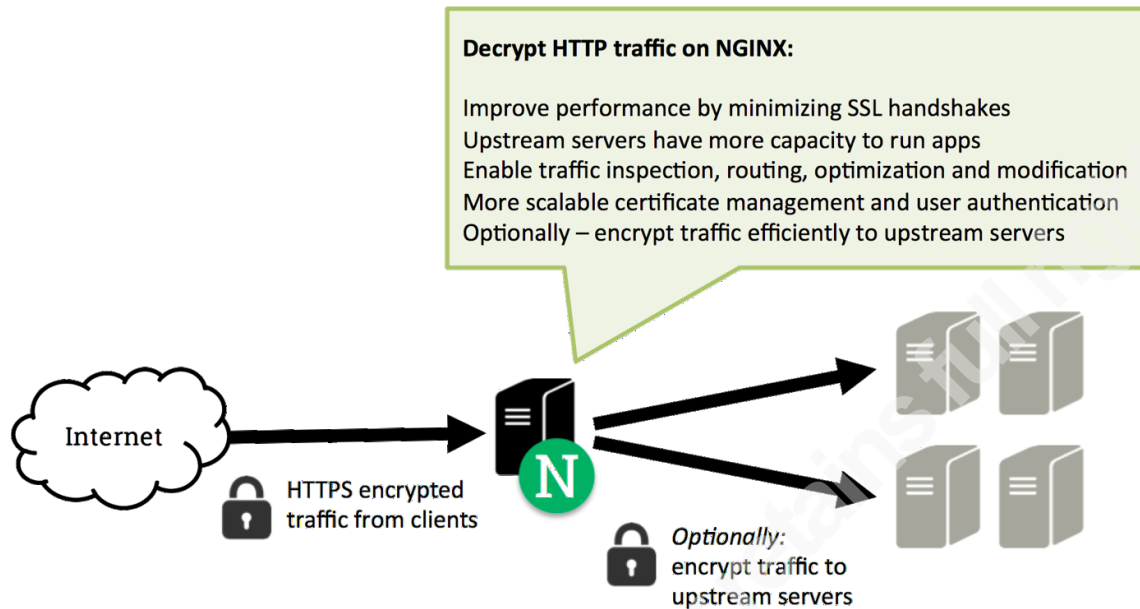 Decrypt HTTP traffic on NGINX:
Improve performance by minimizing SSL handshakes
Upstream servers have more capacity to run apps
Enable traffic inspection, routing, optimization and modification
More scalable certificate management and user authentication
Optionally – encrypt traffic efficiently to upstream servers
Internet
N
HTTPS encrypted
traffic from clients
Optionally:
encrypt traffic to
upstream servers
retains full